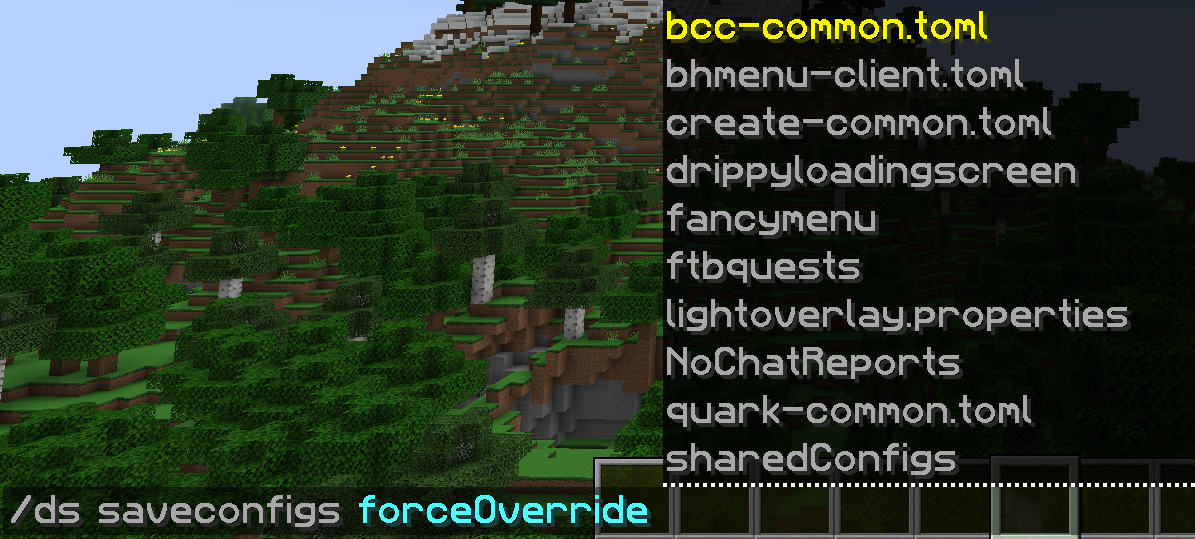 bcc-common.toml
bhmenu-client.toml
create-common.toml
drippyloadingscreen
fancymenu
ftbquests
lightoverlay.properties
NoChatReports
quark-common.toml
sharedConfigs
/ds saveconfigs forceOverride